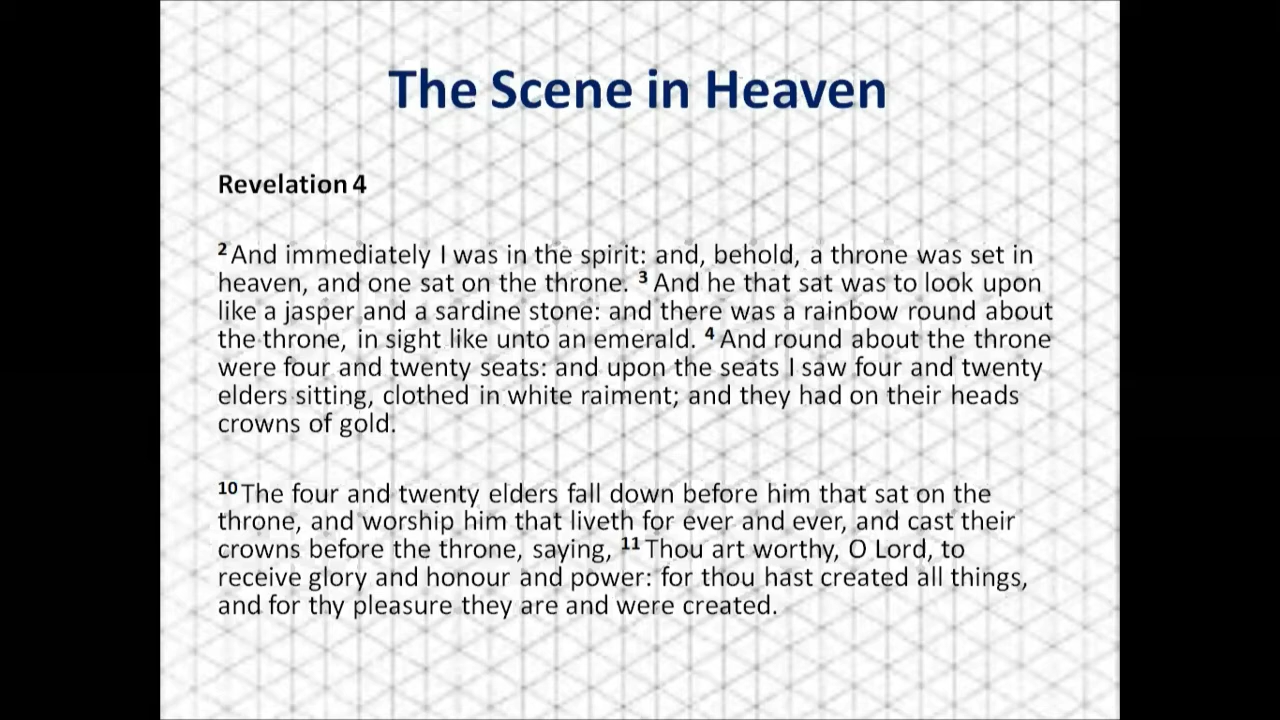 The Scene in Heaven
Revelation 4
2 And immediately I was in the spirit: and, behold, a throne was set in
heaven, and one sat on the throne. 3 And he that sat was to look upon
like a jasper and a sardine stone: and there was a rainbow round about
the throne, in sight like unto an emerald. 4 And round about the throne
were four and twenty seats: and upon the seats I saw four and twenty
elders sitting, clothed in white raiment; and they had on their heads
crowns of gold.
10 The four and twenty elders fall down before him that sat on the
throne, and worship him that liveth for ever and ever, and cast their
crowns before the throne, saying, 11 Thou art worthy, O Lord, to
receive glory and honour and power: for thou hast created all things,
and for thy pleasure they are and were created.